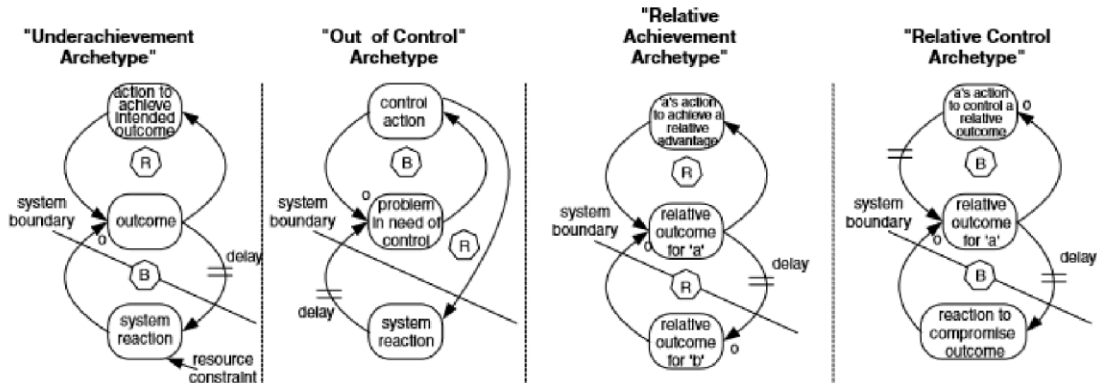 "Underachievement
Archetype"
action to
achieve
intended
outcome
R
system
boundary
outcome
o
delay
B
system
reaction
resource
constraint
"Out of Control"
Archetype
control
action
B
o
system
boundary
problem
in need of
control
R
delay
system
reaction
"Relative
Achievement
Archetype"
'a's action
to achieve a
relative
advantage
R
system
boundary
relative
outcome
for 'a'
o
delay
R
relative
outcome
for 'b'
o
"Relative Control
Archetype"
'a's action
to control a
relative
outcome
o
B
system
boundary
relative
outcome
for 'a'
o
delay
B
reaction to
compromise
outcome